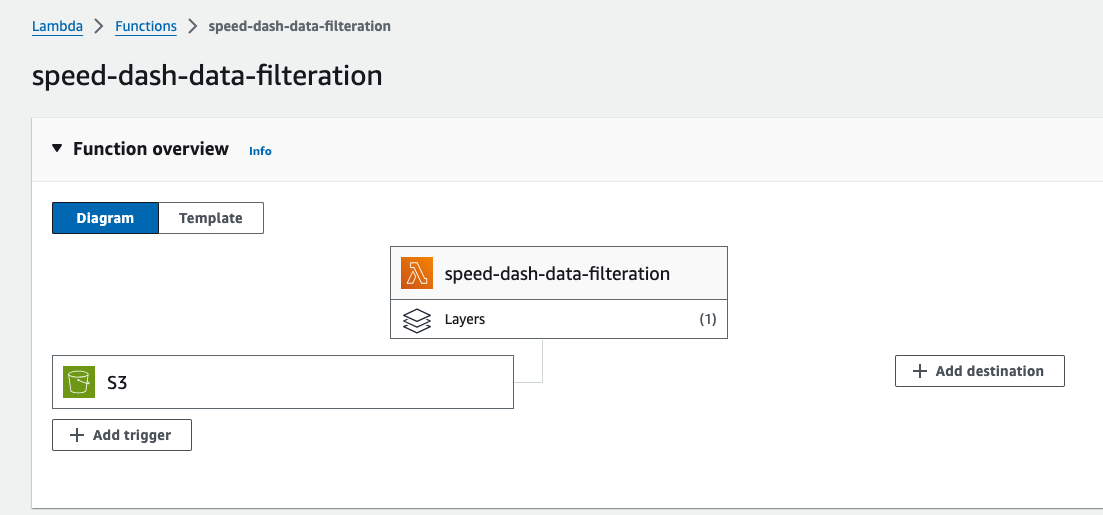 Lambda > Functions > speed-dash-data-filteration
speed-dash-data-filteration
Function overview Info
Diagram Template
speed-dash-data-filteration
Layers (1)
S3
Add destination
Add trigger